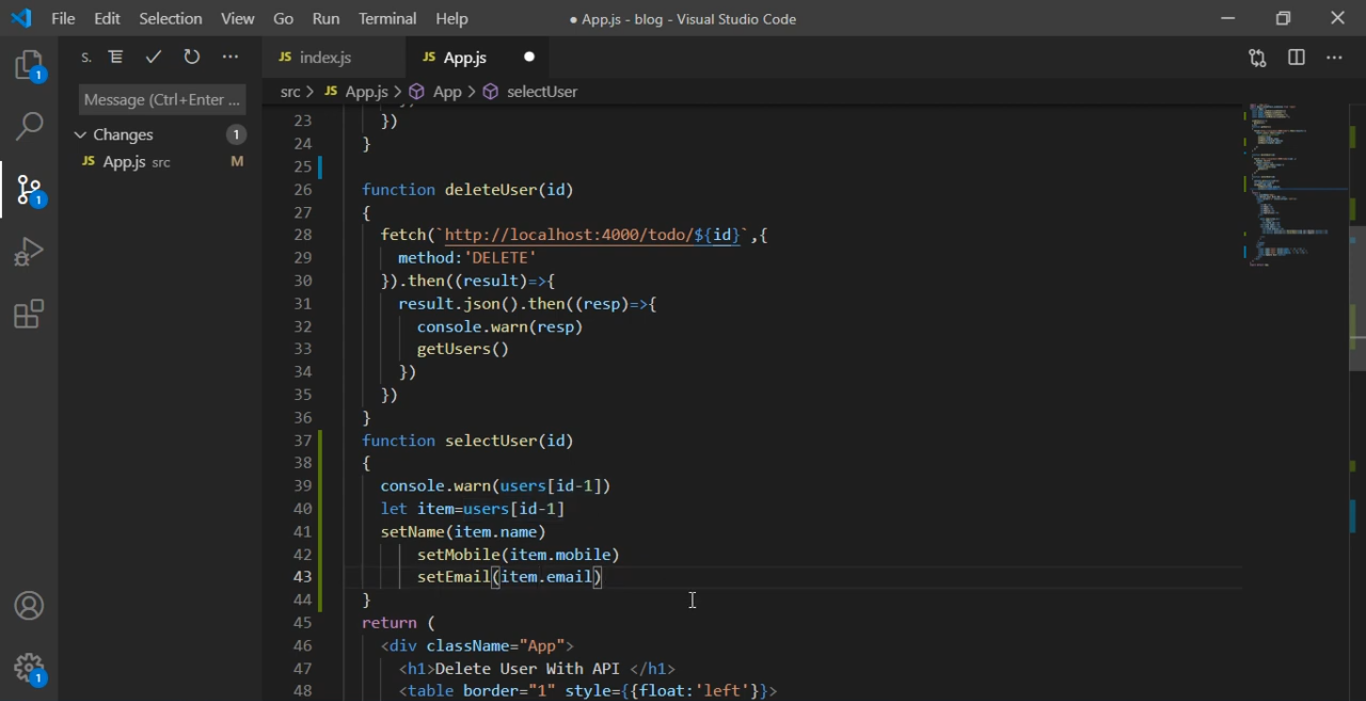 File Edit Selection View Go Run Terminal Help ● App.js - blog - Visual Studio Code
S.
Message (Ctrl+Enter ...
Changes 1
JS App.js src M
1
1
1
JS index.js JS App.js
src > JS App.js > App > selectUser
23 })
24 }
25
26 function deleteUser(id)
27 {
28 fetch(`http://localhost:4000/todo/${id}`,{
29 method:'DELETE'
30 }).then((result)=>{
31 result.json().then((resp)=>{
32 console.warn(resp)
33 getUsers()
34 })
35 })
36 }
37 function selectUser(id)
38 {
39 console.warn(users[id-1])
40 let item=users[id-1]
41 setName(item.name)
42 setMobile(item.mobile)
43 setEmail(item.email)
44 }
45 return (
46 <div className="App">
47 <h1>Delete User With API </h1>
48 <table border="1" style={{float:'left'}}>